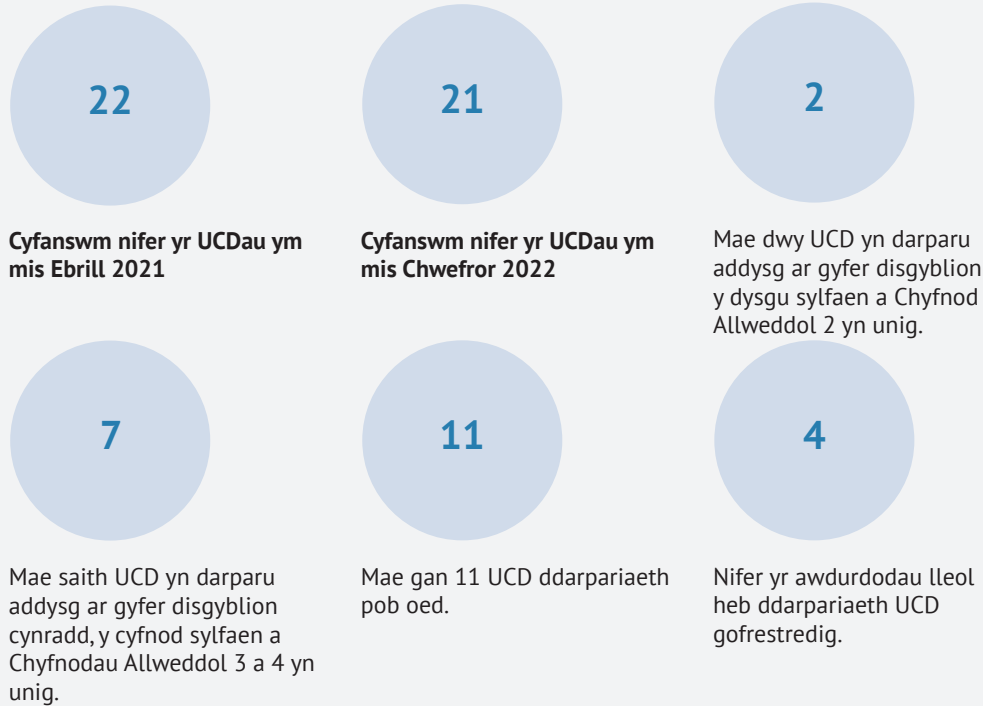 22
Cyfanswm nifer yr UCDau ym
mis Ebrill 2021
21
Cyfanswm nifer yr UCDau ym
mis Chwefror 2022
2
Mae dwy UCD yn darparu
addysg ar gyfer disgyblion
y dysgu sylfaen a Chyfnod
Allweddol 2 yn unig.
7
Mae saith UCD yn darparu
addysg ar gyfer disgyblion
cynradd, y cyfnod sylfaen a
Chyfnodau Allweddol 3 a 4 yn
unig.
11
Mae gan 11 UCD ddarpariaeth
pob oed.
4
Nifer yr awdurdodau lleol
heb ddarpariaeth UCD
gofrestredig.